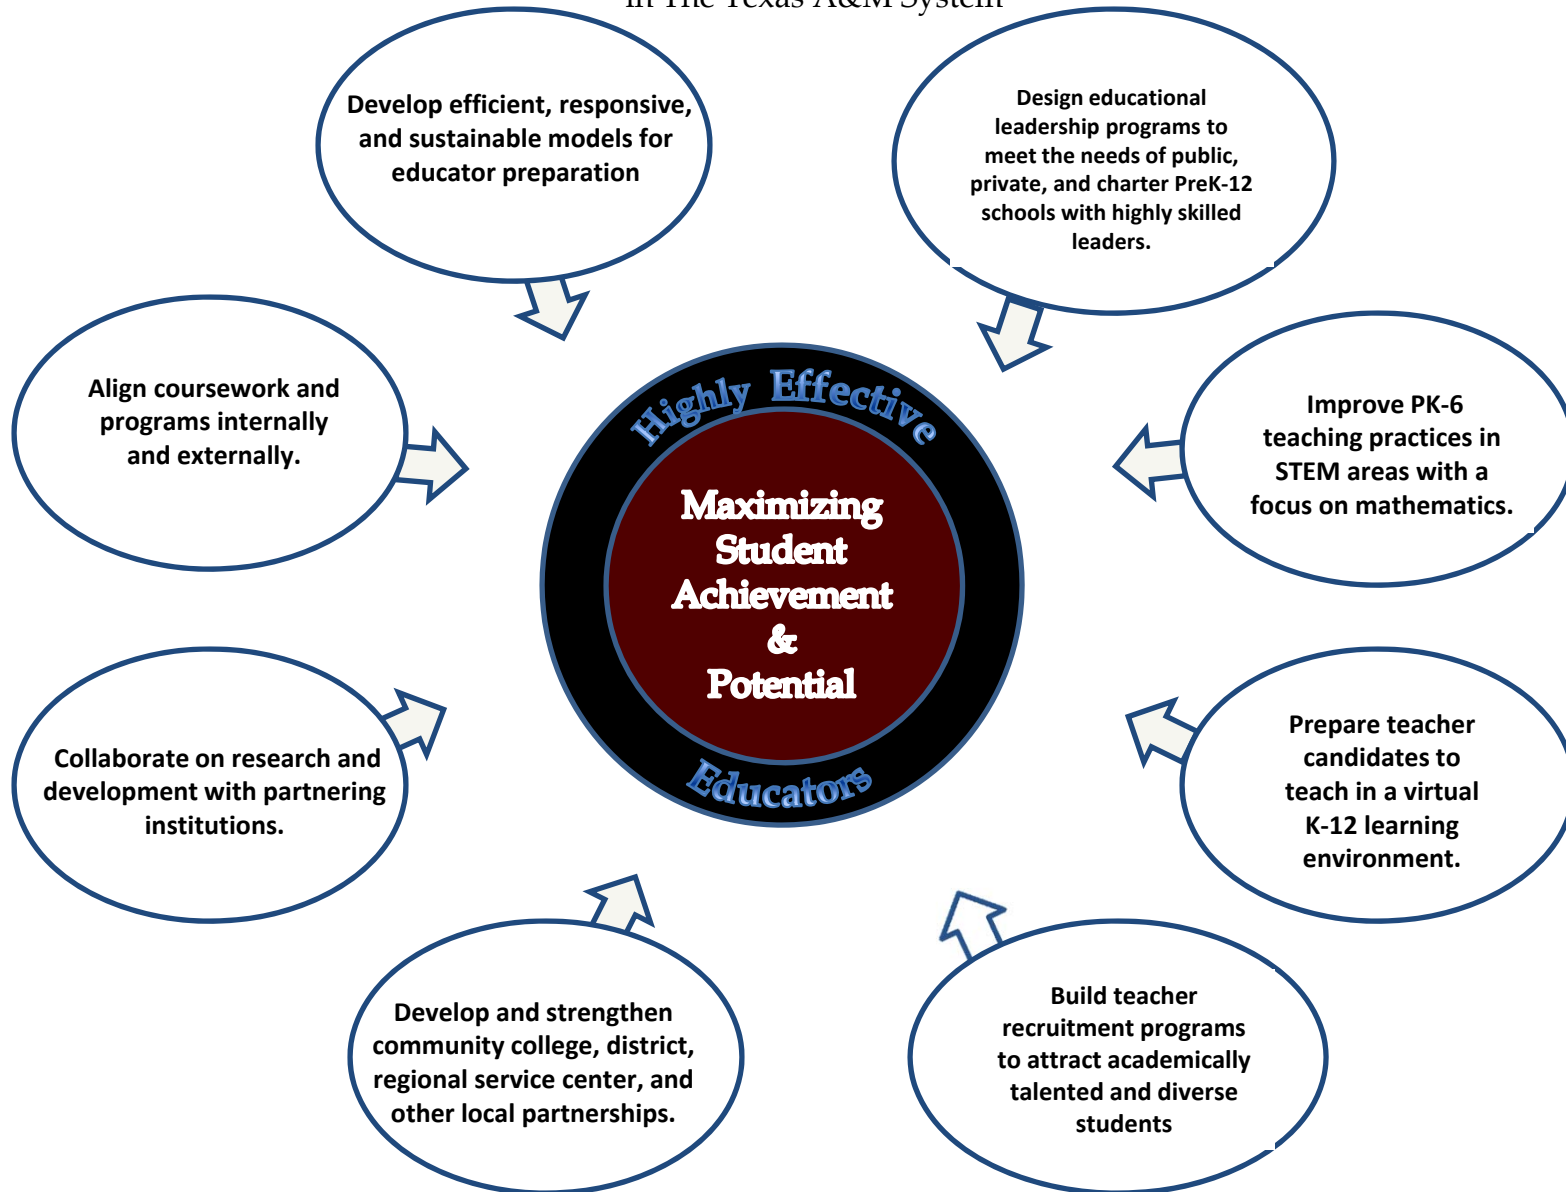 in The Texas A&M System
Develop efficient, responsive,
and sustainable models for
educator preparation
Design educational
leadership programs to
meet the needs of public,
private, and charter PreK-12
schools with highly skilled
leaders.
Align coursework and
programs internally
and externally.
Highly Effective
Maximizing
Student
Achievement
&
Potential
Educators
Improve PK-6
teaching practices in
STEM areas with a
focus on mathematics.
Collaborate on research and
development with partnering
institutions.
Prepare teacher
candidates to
teach in a virtual
K-12 learning
environment.
Develop and strengthen
community college, district,
regional service center, and
other local partnerships.
Build teacher
recruitment programs
to attract academically
talented and diverse
students